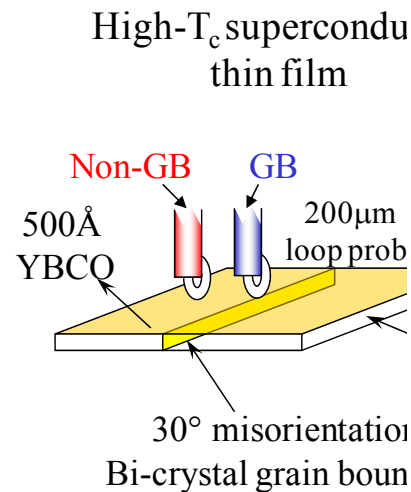 High-Tc supercondu
thin film
Non-GB GB
500Å
YBCO
200μm
loop prob
30° misorientation
Bi-crystal grain boun